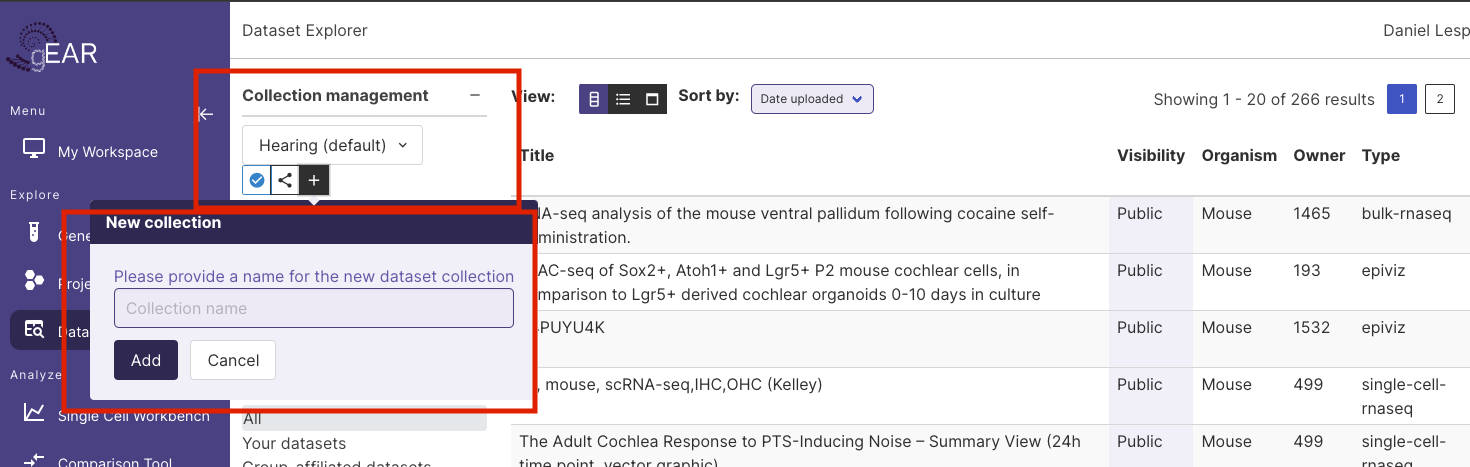 gEAR
Dataset Explorer
Daniel Lesp
Menu
My Workspace
Explore
Gene
Proje
Data
Analyze
Single Cell Workbench
Comparison Tool
Collection management
Hearing (default)
New collection
Please provide a name for the new dataset collection
Collection name
Add
Cancel
All
Your datasets
Group-affiliated datasets
View:
Sort by:
Date uploaded
Showing 1 - 20 of 266 results
1
2
Title Visibility Organism Owner Type
NA-seq analysis of the mouse ventral pallidum following cocaine self- Public Mouse 1465 bulk-rnaseq
ministration.
AC-seq of Sox2+, Atoh1+ and Lgr5+ P2 mouse cochlear cells, in Public Mouse 193 epiviz
mparison to Lgr5+ derived cochlear organoids 0-10 days in culture
PUYU4K Public Mouse 1532 epiviz
, mouse, scRNA-seq,IHC,OHC (Kelley) Public Mouse 499 single-cell-
rnaseq
The Adult Cochlea Response to PTS-Inducing Noise – Summary View (24h Public Mouse 499 single-cell-
time point, vector graphic) rnaseq